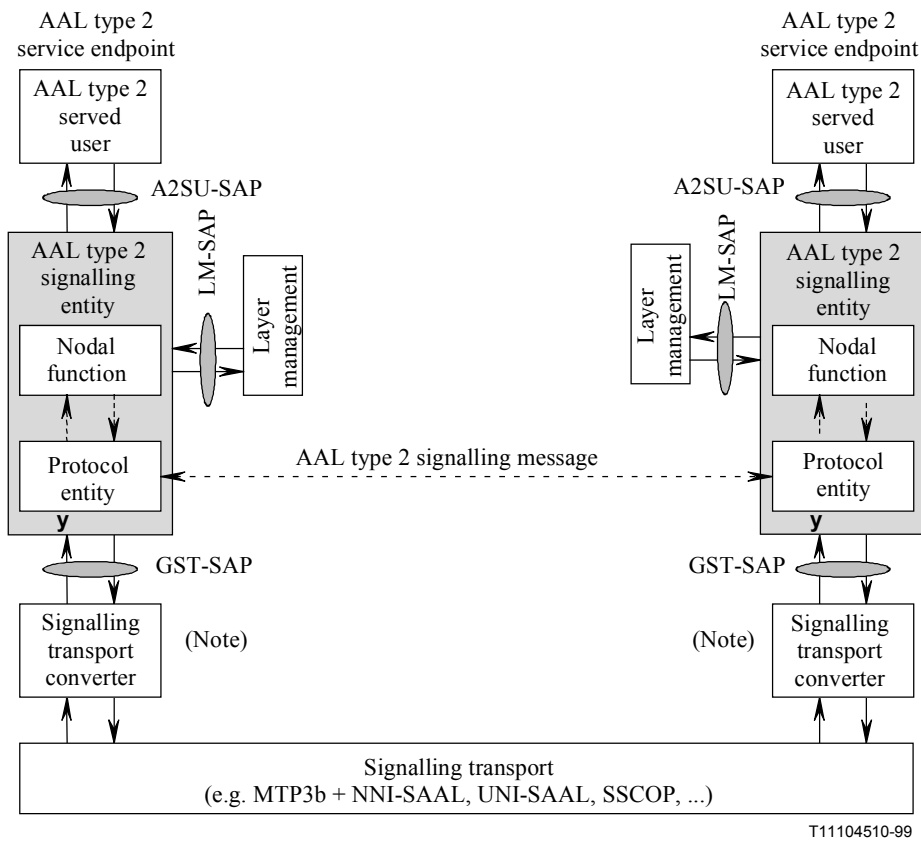 AAL type 2
service endpoint
AAL type 2
served
user
A2SU-SAP
AAL type 2
signalling
entity
LM-SAP
Layer
management
Nodal
function
Protocol
entity
y
GST-SAP
Signalling
transport
converter
(Note)
AAL type 2 signalling message
AAL type 2
service endpoint
AAL type 2
served
user
A2SU-SAP
AAL type 2
signalling
entity
LM-SAP
Layer
management
Nodal
function
Protocol
entity
y
GST-SAP
Signalling
transport
converter
(Note)
Signalling transport
(e.g. MTP3b + NNI-SAAL, UNI-SAAL, SSCOP, ...)
T11104510-99